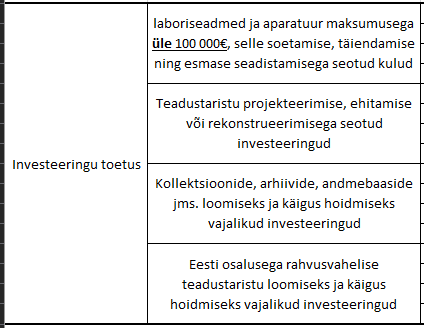 Investeeringu toetus
laboriseadmed ja aparatuur maksumusega
üle 100 000€, selle soetamise, täiendamise
ning esmase seadistamisega seotud kulud
Teadustaristu projekteerimise, ehitamise
või rekonstrueerimisega seotud
investeeringud
Kollektsioonide, arhiivide, andmebaaside
jms. loomiseks ja käigus hoidmiseks
vajalikud investeeringud
Eesti osalusega rahvusvahelise
teadustaristu loomiseks ja käigus
hoidmiseks vajalikud investeeringud